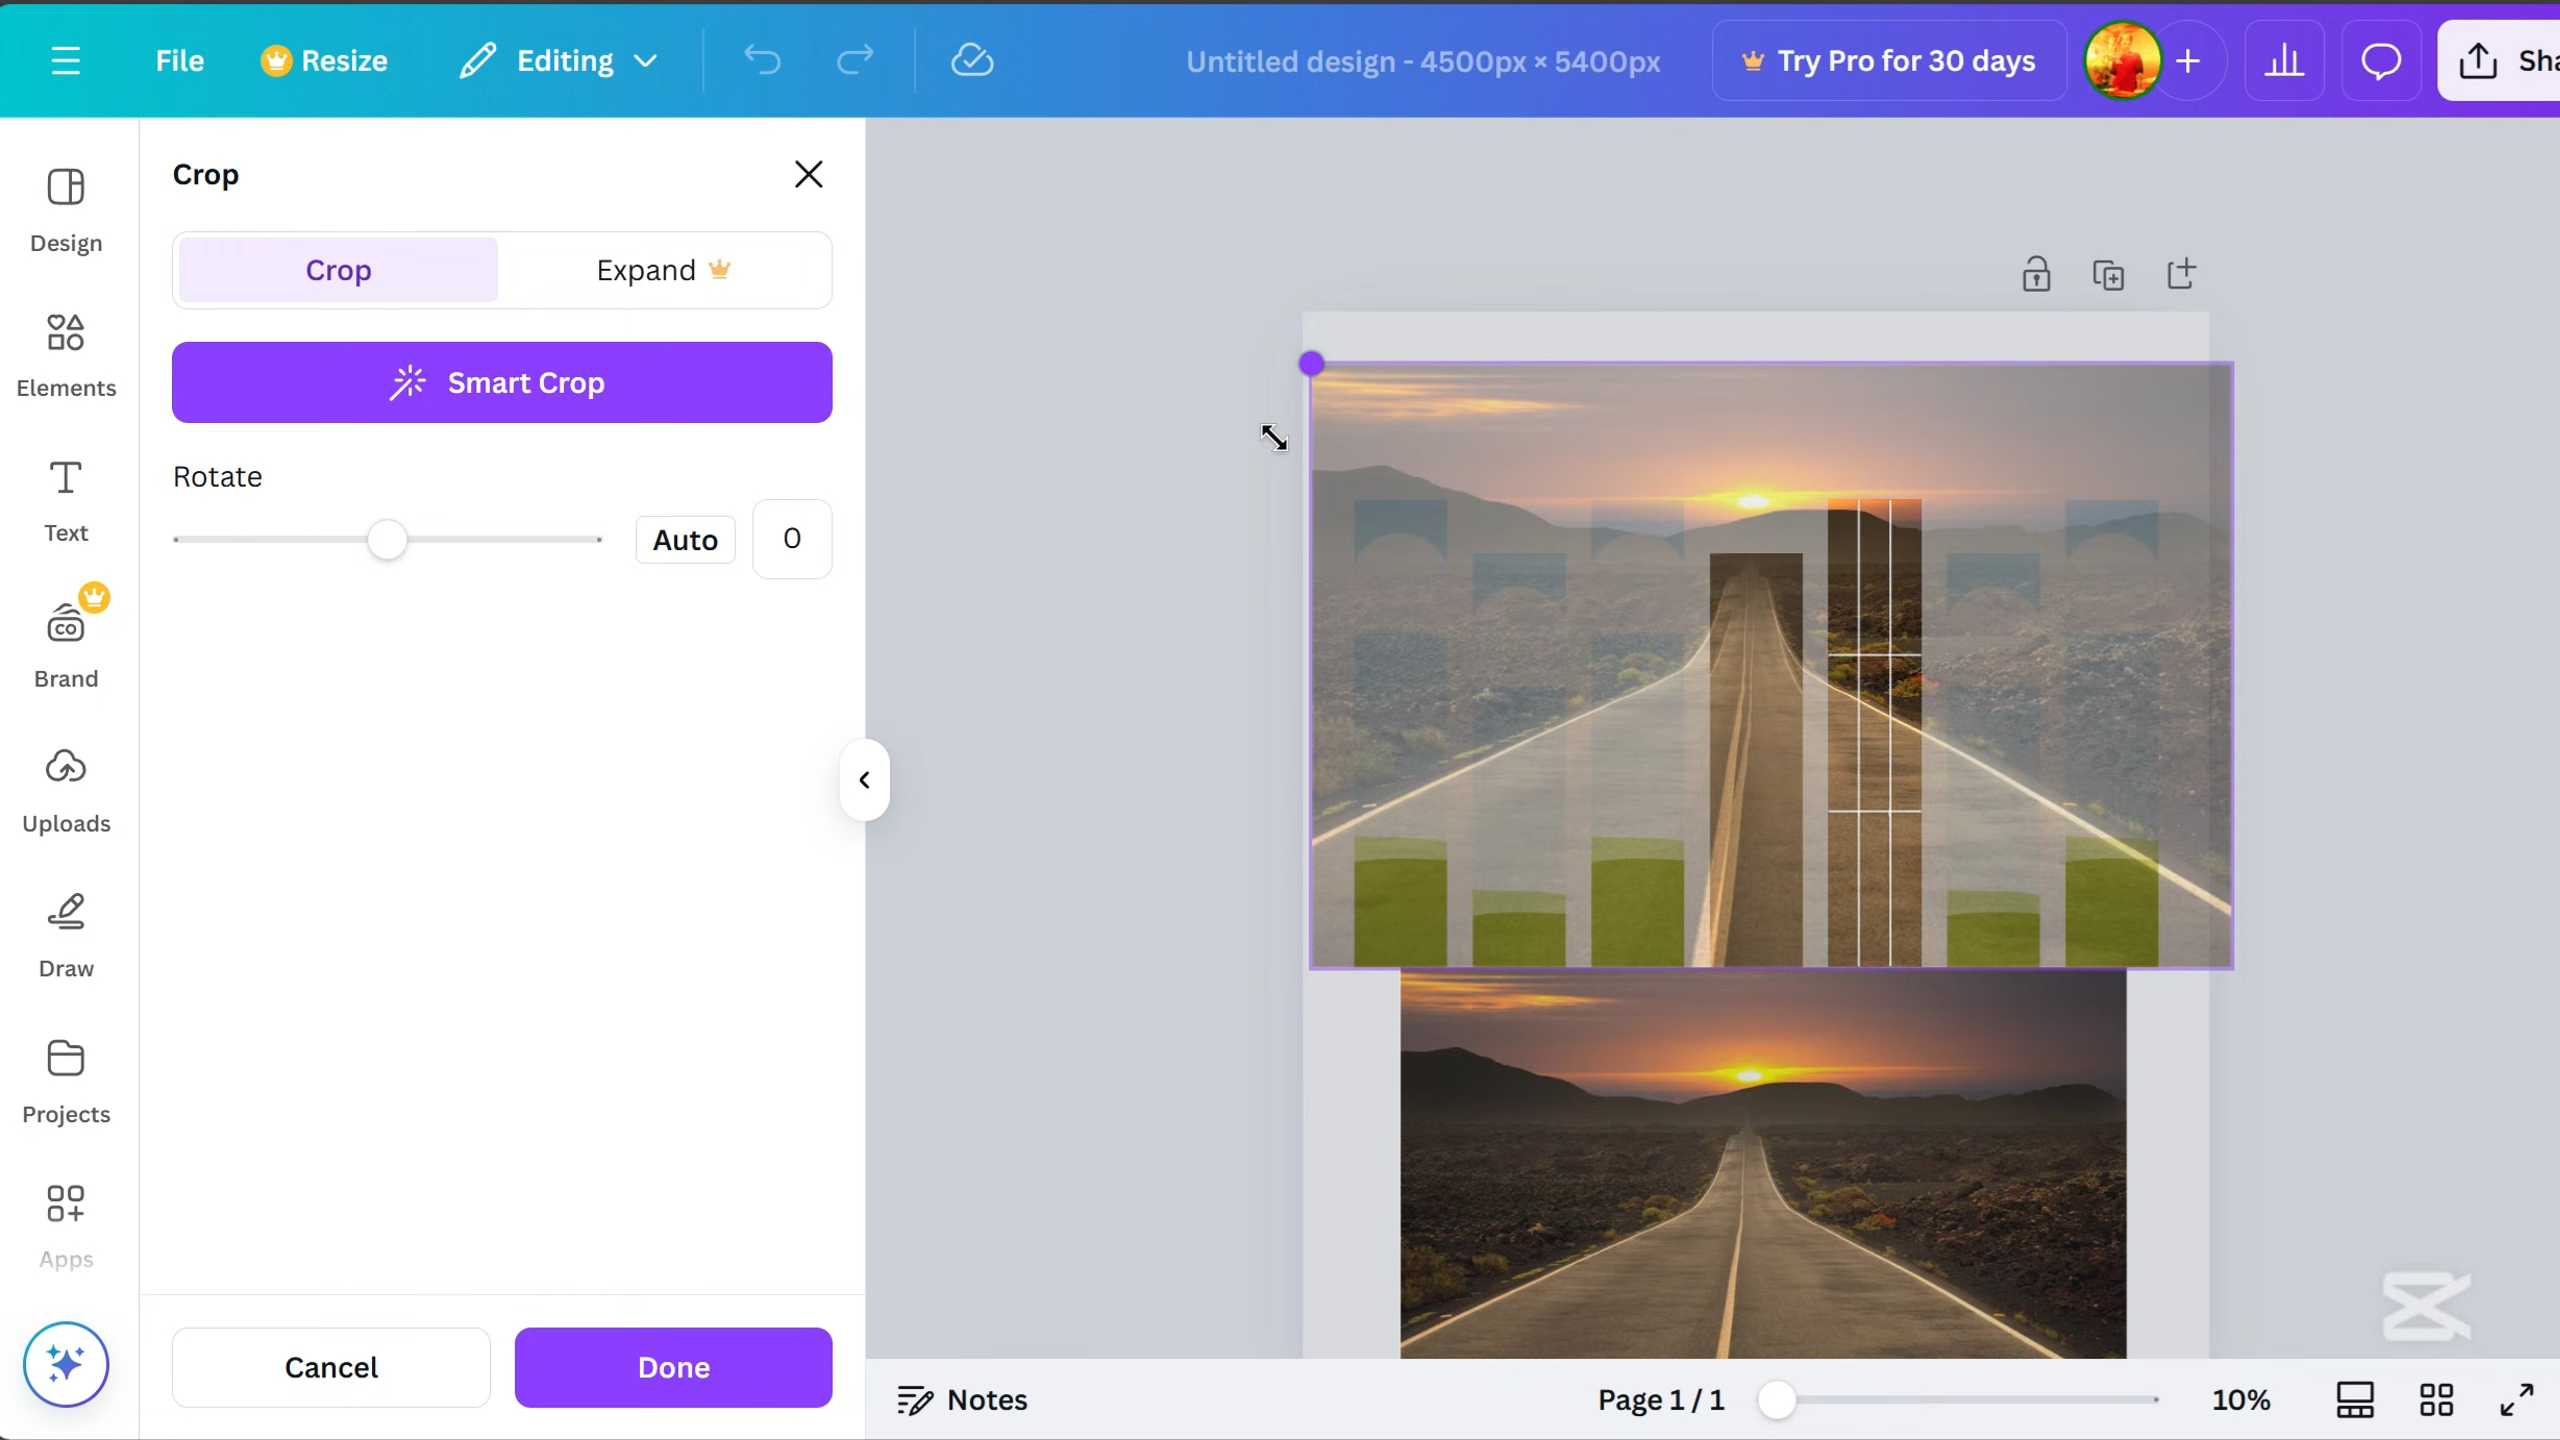 File
Resize
Editing
Untitled design - 4500px × 5400px
Try Pro for 30 days
Sha
Design
Elements
Text
CO
Brand
Uploads
Draw
Projects
Apps
Crop
Crop
Expand
Smart Crop
Rotate
Auto
0
Cancel
Done
Notes
Page 1 / 1
10%